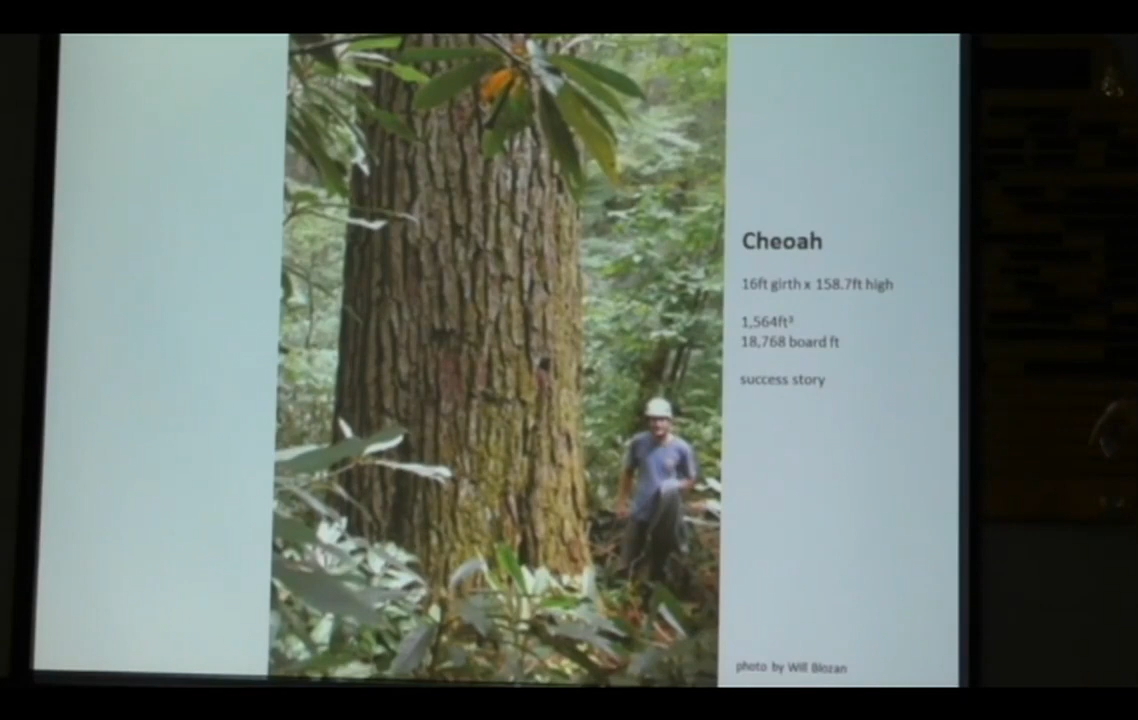 Cheoah
16ft girth x 158.7ft high
1,564ft³
18,768 board ft
success story
photo by Will Blozan